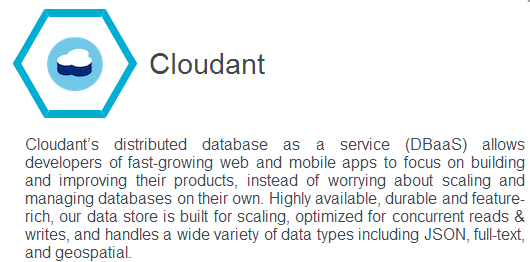 Cloudant
Cloudant's distributed database as a service (DBaaS) allows
developers of fast-growing web and mobile apps to focus on building
and improving their products, instead of worrying about scaling and
managing databases on their own. Highly available, durable and feature-
rich, our data store is built for scaling, optimized for concurrent reads &
writes, and handles a wide variety of data types including JSON, full-text,
and geospatial.